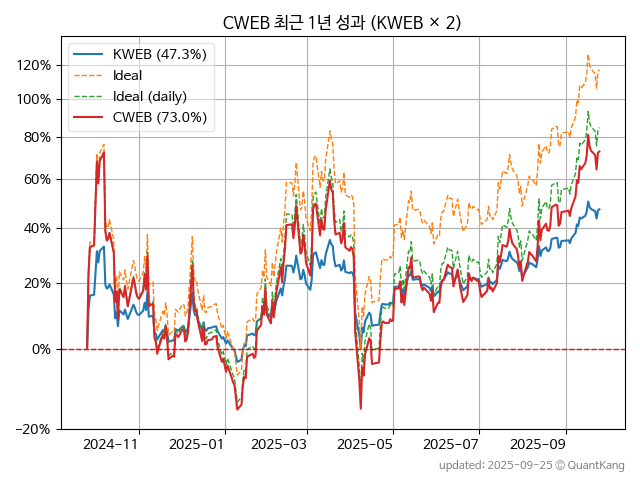 CWEB 최근 1년 성과 (KWEB × 2)
KWEB (47.3%)
Ideal
Ideal (daily)
CWEB (73.0%)
120%
100%
80%
60%
40%
20%
0%
−20%
2024−11
2025−01
2025−03
2025−05
2025−07
2025−09
updated: 2025−09−25 © QuantKang